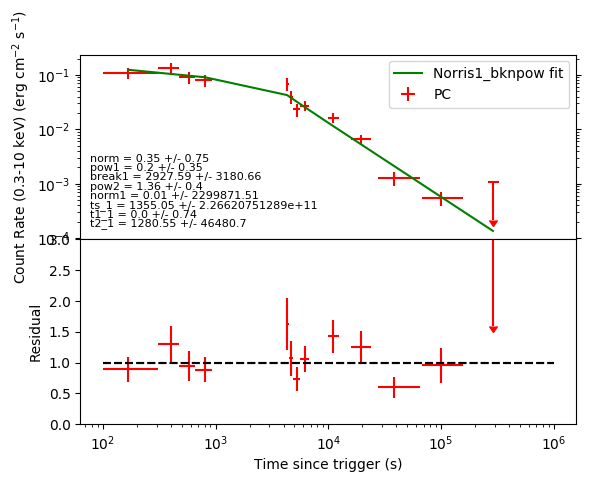 Norris1_bknpow fit
PC
Count Rate (0.3-10 keV) (erg cm⁻² s⁻¹)
10⁻¹
10⁻²
10⁻³
10⁻⁴
norm = 0.35 +/- 0.75
pow1 = 0.2 +/- 0.35
break1 = 2927.59 +/- 3180.66
pow2 = 1.36 +/- 0.4
norm1 = 0.01 +/- 2299871.51
ts_1 = 1355.05 +/- 2.26620751289e+11
t1_1 = 0.0 +/- 0.74
t2_1 = 1280.55 +/- 46480.7
Residual
3.0
2.5
2.0
1.5
1.0
0.5
0.0
10² 10³ 10⁴ 10⁵ 10⁶
Time since trigger (s)